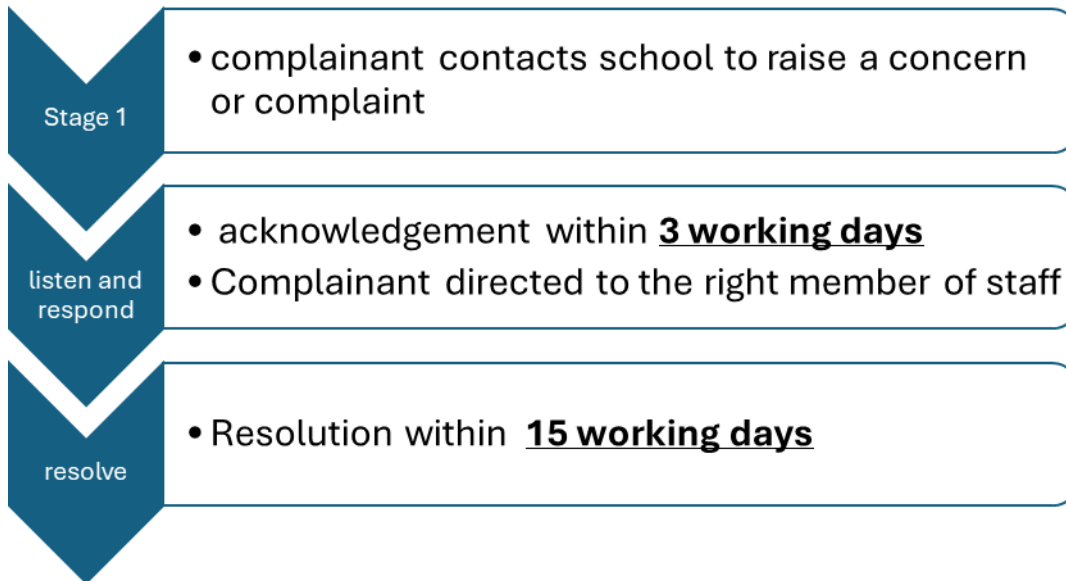 Stage 1
• complainant contacts school to raise a concern
or complaint
listen and
respond
• acknowledgement within 3 working days
• Complainant directed to the right member of staff
resolve
• Resolution within 15 working days